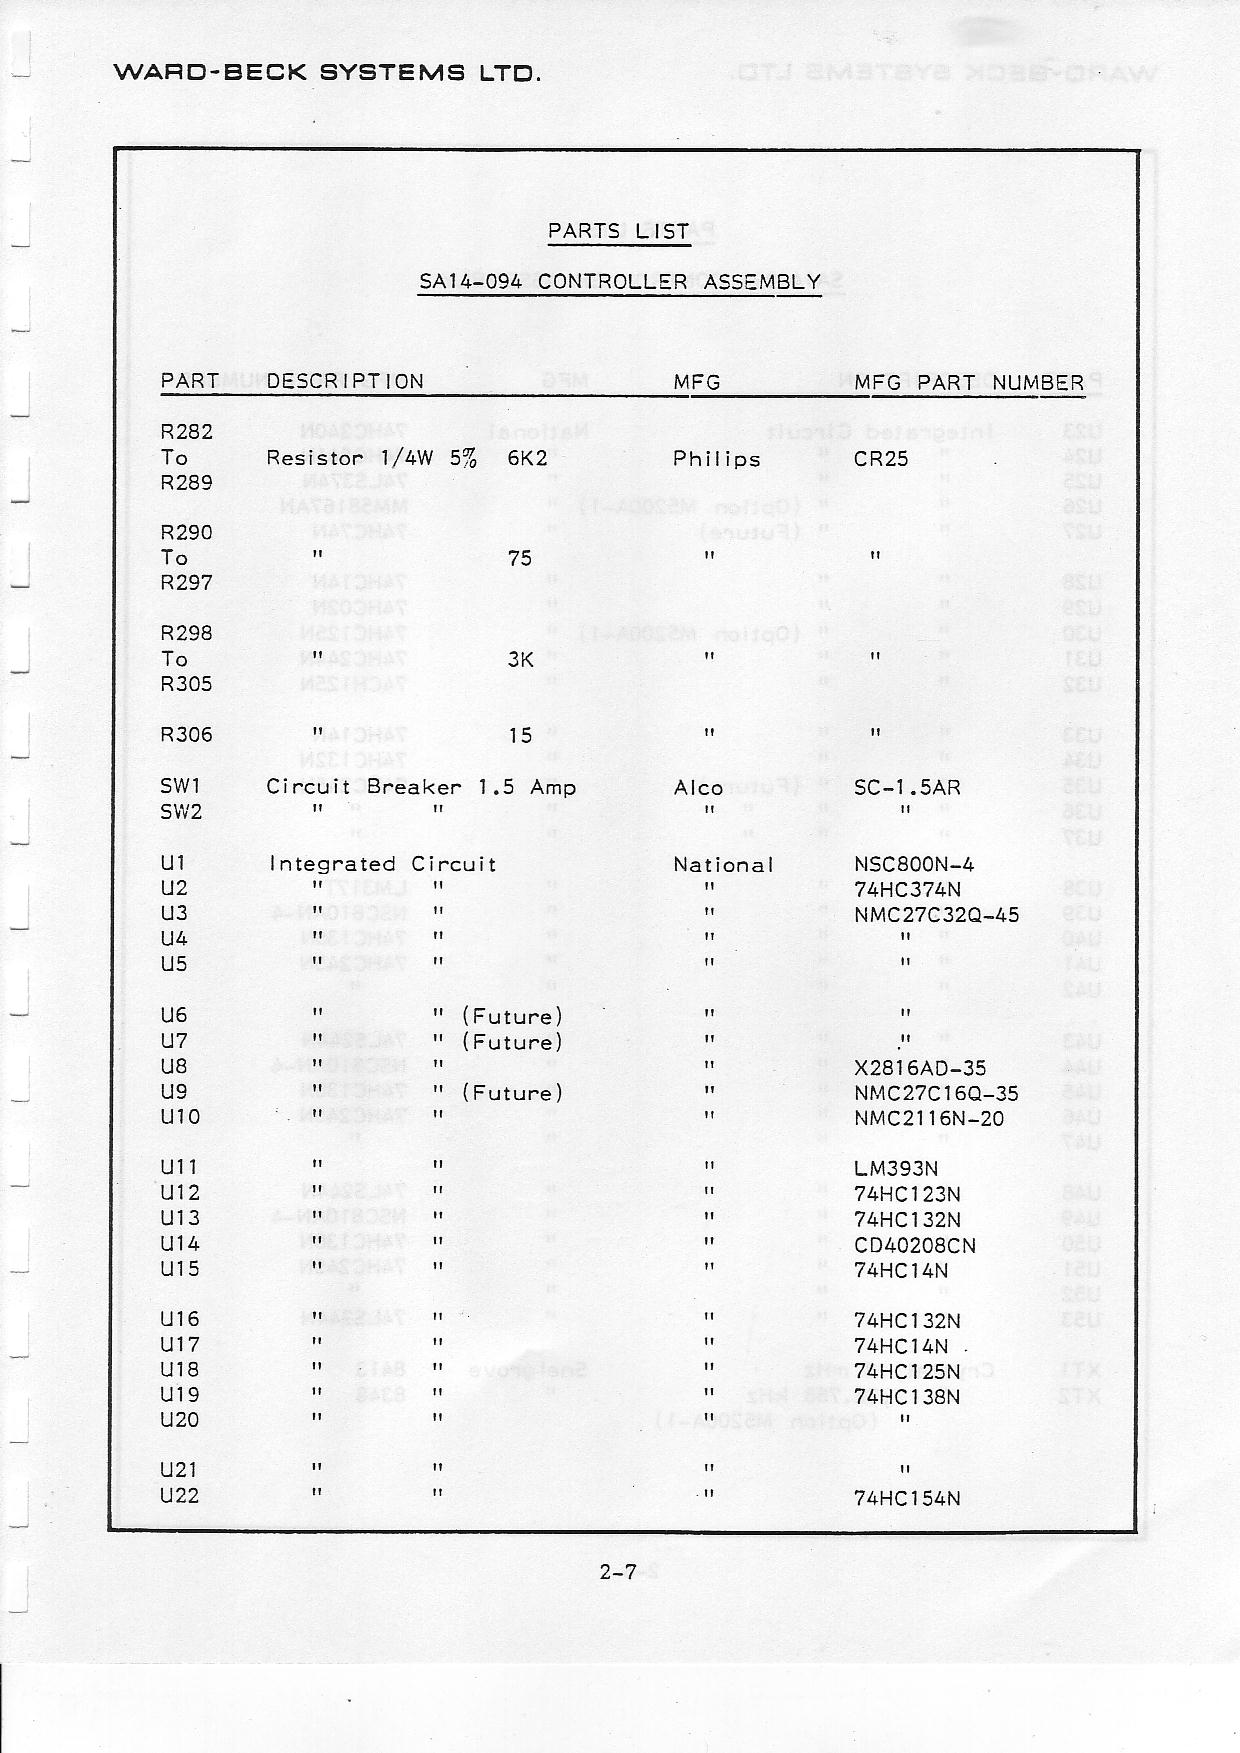 WARD-BECK SYSTEMS LTD.
PARTS LIST
SA14-094 CONTROLLER ASSEMBLY
PART DESCRIPTION MFG MFG PART NUMBER
R282
To Resistor 1/4W 5% 6K2 Philips CR25
R289
R290
To " 75 " "
R297
R298
To " 3K " "
R305
R306 " 15 " "
SW1 Circuit Breaker 1.5 Amp Alco SC-1.5AR
SW2 " " " "
U1 Integrated Circuit National NSC800N-4
U2 " " " 74HC374N
U3 " " " NMC27C32Q-45
U4 " " " "
U5 " " " "
U6 " " (Future) " "
U7 " " (Future) " "
U8 " " " X2816AD-35
U9 " " (Future) " NMC27C16Q-35
U10 " " " NMC2116N-20
U11 " " " LM393N
U12 " " " 74HC123N
U13 " " " 74HC132N
U14 " " " CD40208CN
U15 " " " 74HC14N
U16 " " " 74HC132N
U17 " " " 74HC14N
U18 " " " 74HC125N
U19 " " " 74HC138N
U20 " " " "
U21 " " " "
U22 " " " 74HC154N
2-7